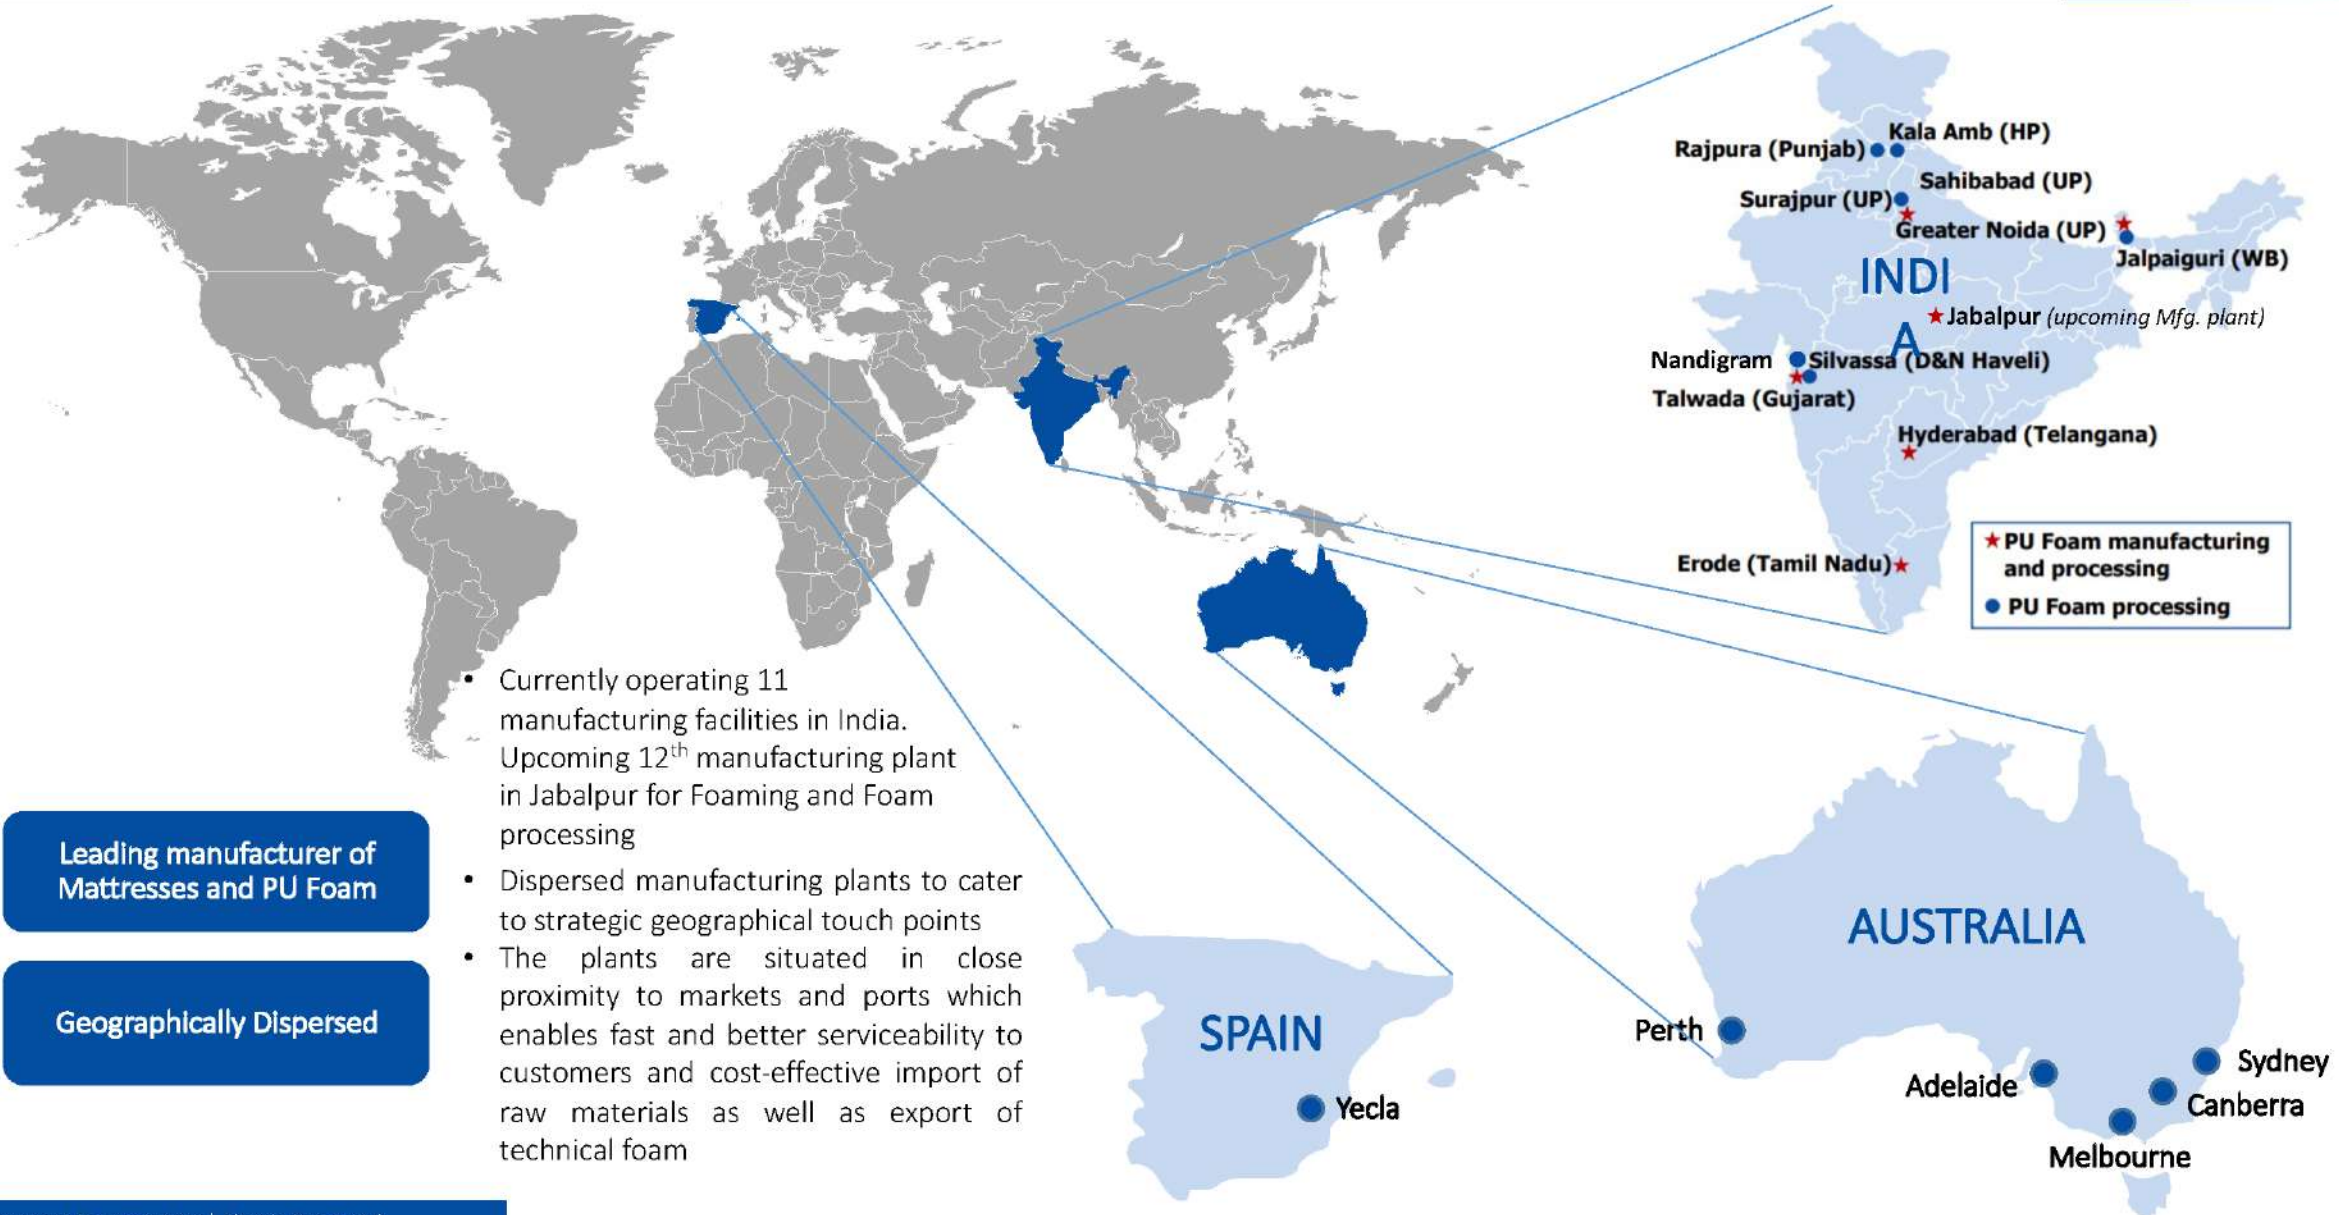 Kala Amb (HP)
Rajpura (Punjab)
Sahibabad (UP)
Surajpur (UP)
Greater Noida (UP)
Jalpaiguri (WB)
INDI
A
Jabalpur (upcoming Mfg. plant)
Nandigram
Silvassa (D&N Haveli)
Talwada (Gujarat)
Hyderabad (Telangana)
Erode (Tamil Nadu)
PU Foam manufacturing
and processing
PU Foam processing
• Currently operating 11
manufacturing facilities in India.
Upcoming 12th manufacturing plant
in Jabalpur for Foaming and Foam
processing
• Dispersed manufacturing plants to cater
to strategic geographical touch points
• The plants are situated in close
proximity to markets and ports which
enables fast and better serviceability to
customers and cost-effective import of
raw materials as well as export of
technical foam
Leading manufacturer of
Mattresses and PU Foam
Geographically Dispersed
SPAIN
Yecla
AUSTRALIA
Perth
Adelaide
Sydney
Canberra
Melbourne